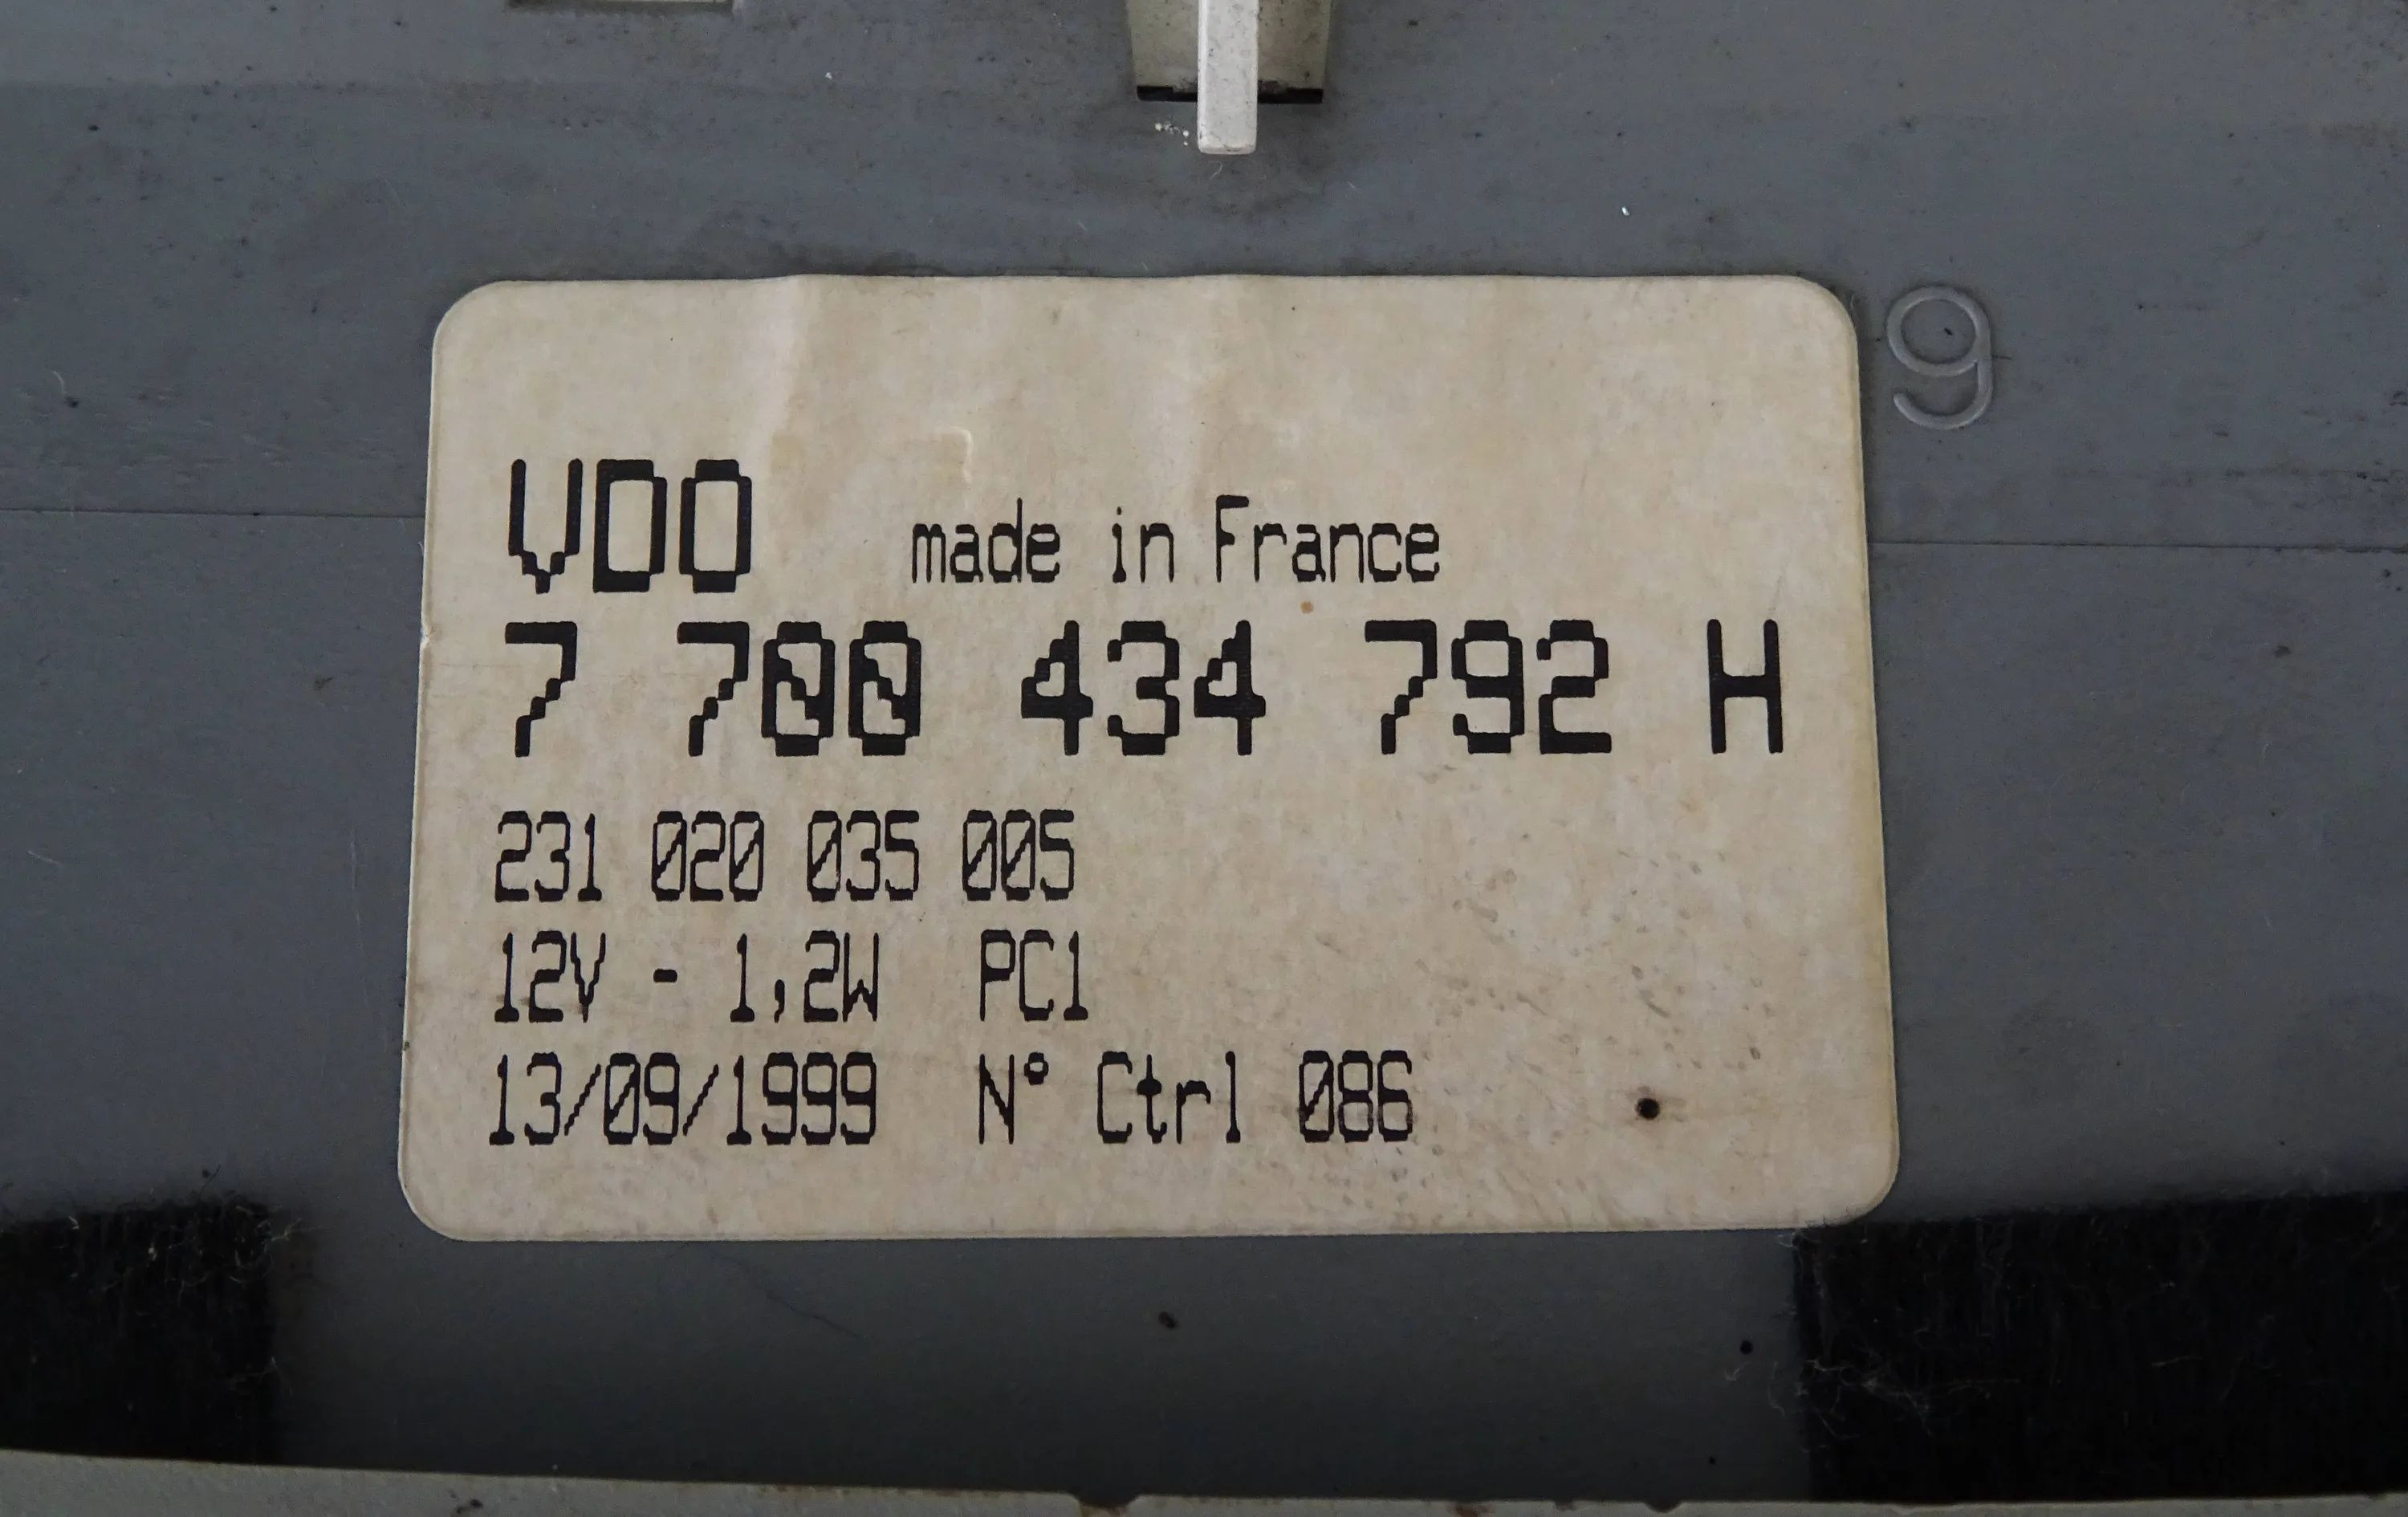 9
VDO made in France
7 700 434 792 H
231 020 035 005
12V - 1,2W PC1
13/09/1999 N° Ctrl 086